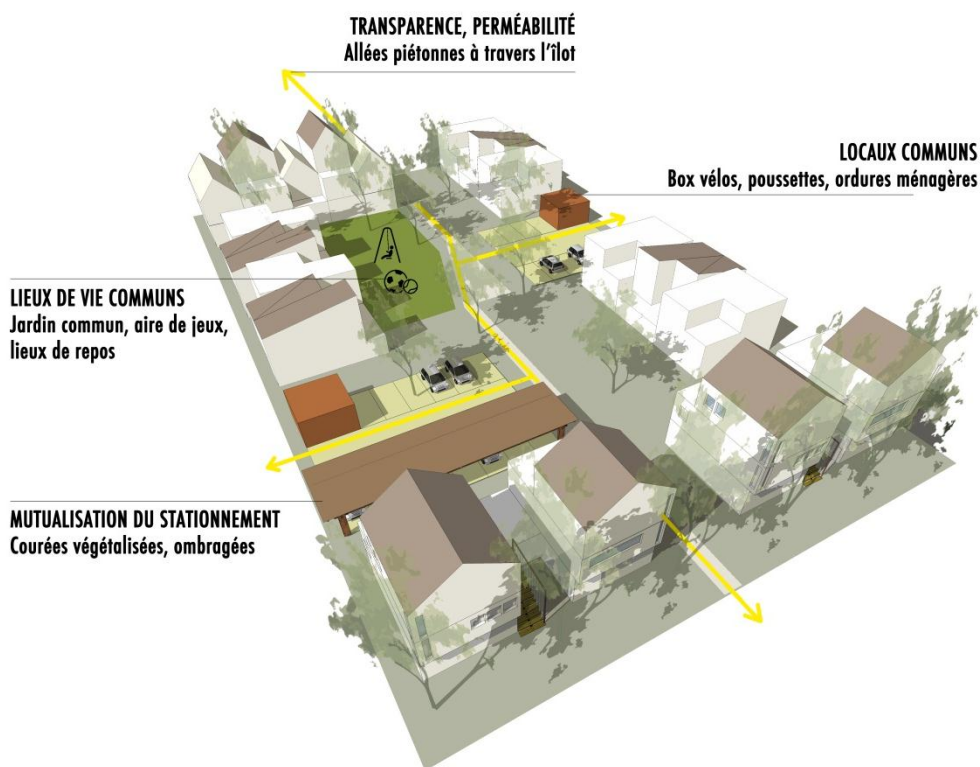 TRANSPARENCE, PERMÉABILITÉ
Allées piétonnes à travers l'îlot
LOCAUX COMMUNS
Box vélos, poussettes, ordures ménagères
LIEUX DE VIE COMMUNS
Jardin commun, aire de jeux,
lieux de repos
MUTUALISATION DU STATIONNEMENT
Courées végétalisées, ombragées